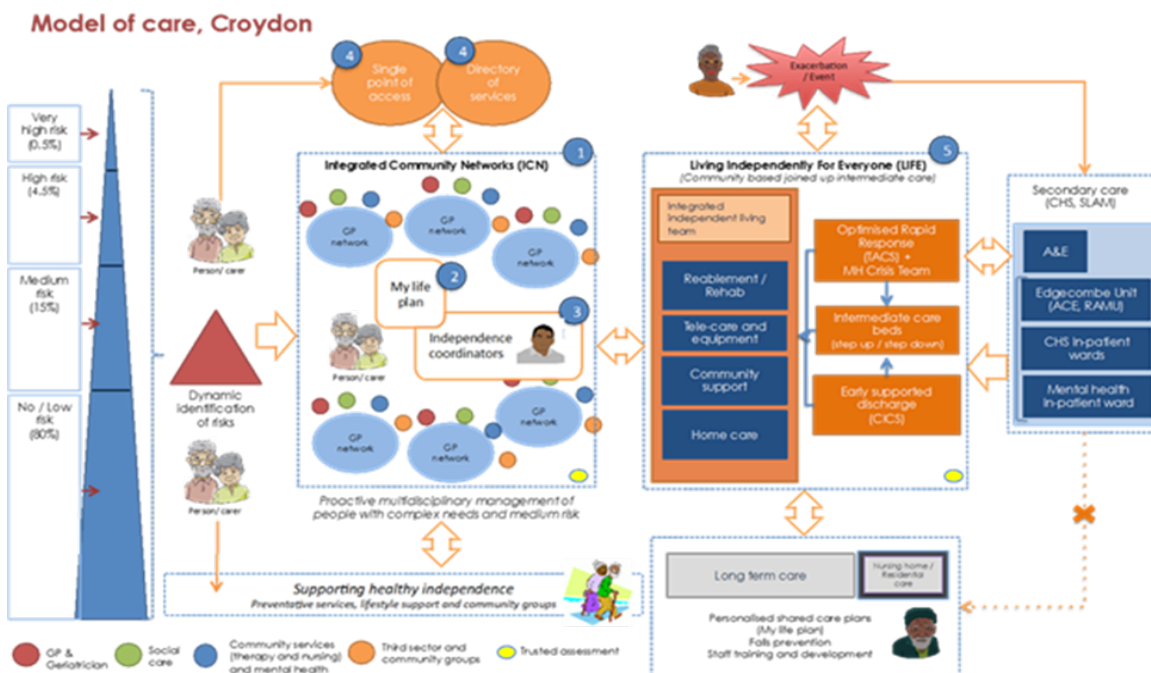 Model of care, Croydon
Very
high risk
(0.5%)
High risk
(4.5%)
Medium
risk
(15%)
No / Low
risk
(80%)
Person/ carer
Dynamic
identification
of risks
Person/ carer
4
Single
point of
access
4
Directory
of
services
Integrated Community Networks (ICN)
1
GP
network
GP
network
GP
network
My life
plan
2
3
Independence
coordinators
Person/ carer
GP
network
GP
network
GP
network
Proactive multidisciplinary management of
people with complex needs and medium risk
Supporting healthy independence
Preventative services, lifestyle support and community groups
Exacerbation
/ Event
Living Independently For Everyone (LIFE)
5
(Community based joined up intermediate care)
Integrated
independent living
team
Reablement /
Rehab
Tele-care and
equipment
Community
support
Home care
Optimised Rapid
Response
(TACS) +
MH Crisis Team
Intermediate care
beds
(step up / step down)
Early supported
discharge
(CICS)
Secondary care
(CHS, SLAM)
A&E
Edgecombe Unit
(ACE, RAMU)
CHS in-patient
wards
Mental health
in-patient ward
Long term care
Nursing home /
Residential
care
Personalised shared care plans
(My life plan)
Falls prevention
Staff training and development
GP &
Geriatrician
Social
care
Community services
(therapy and nursing)
and mental health
Third sector and
community groups
Trusted assessment